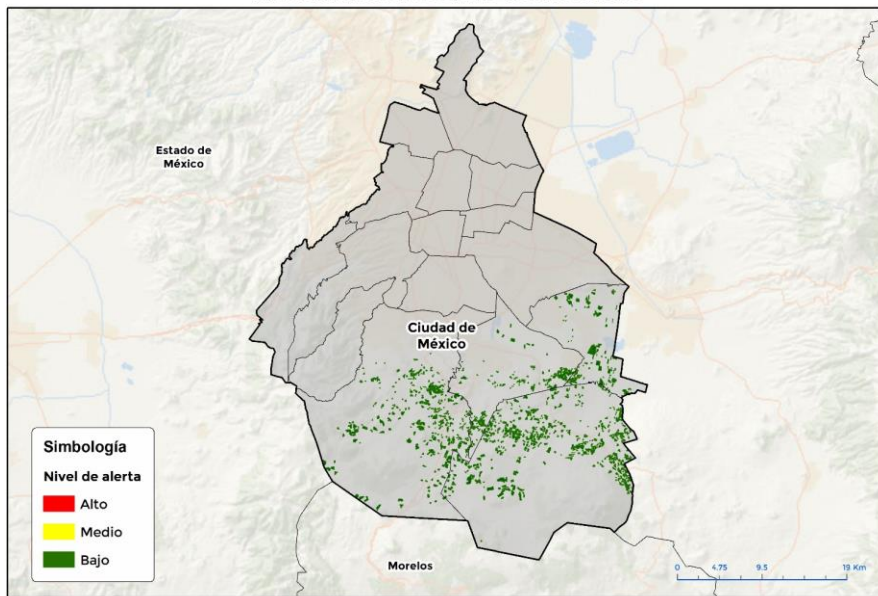 Estado de
México
Ciudad de
México
Simbología
Nivel de alerta
Alto
Medio
Bajo
Morelos
0 4.75 9.5 19 Km